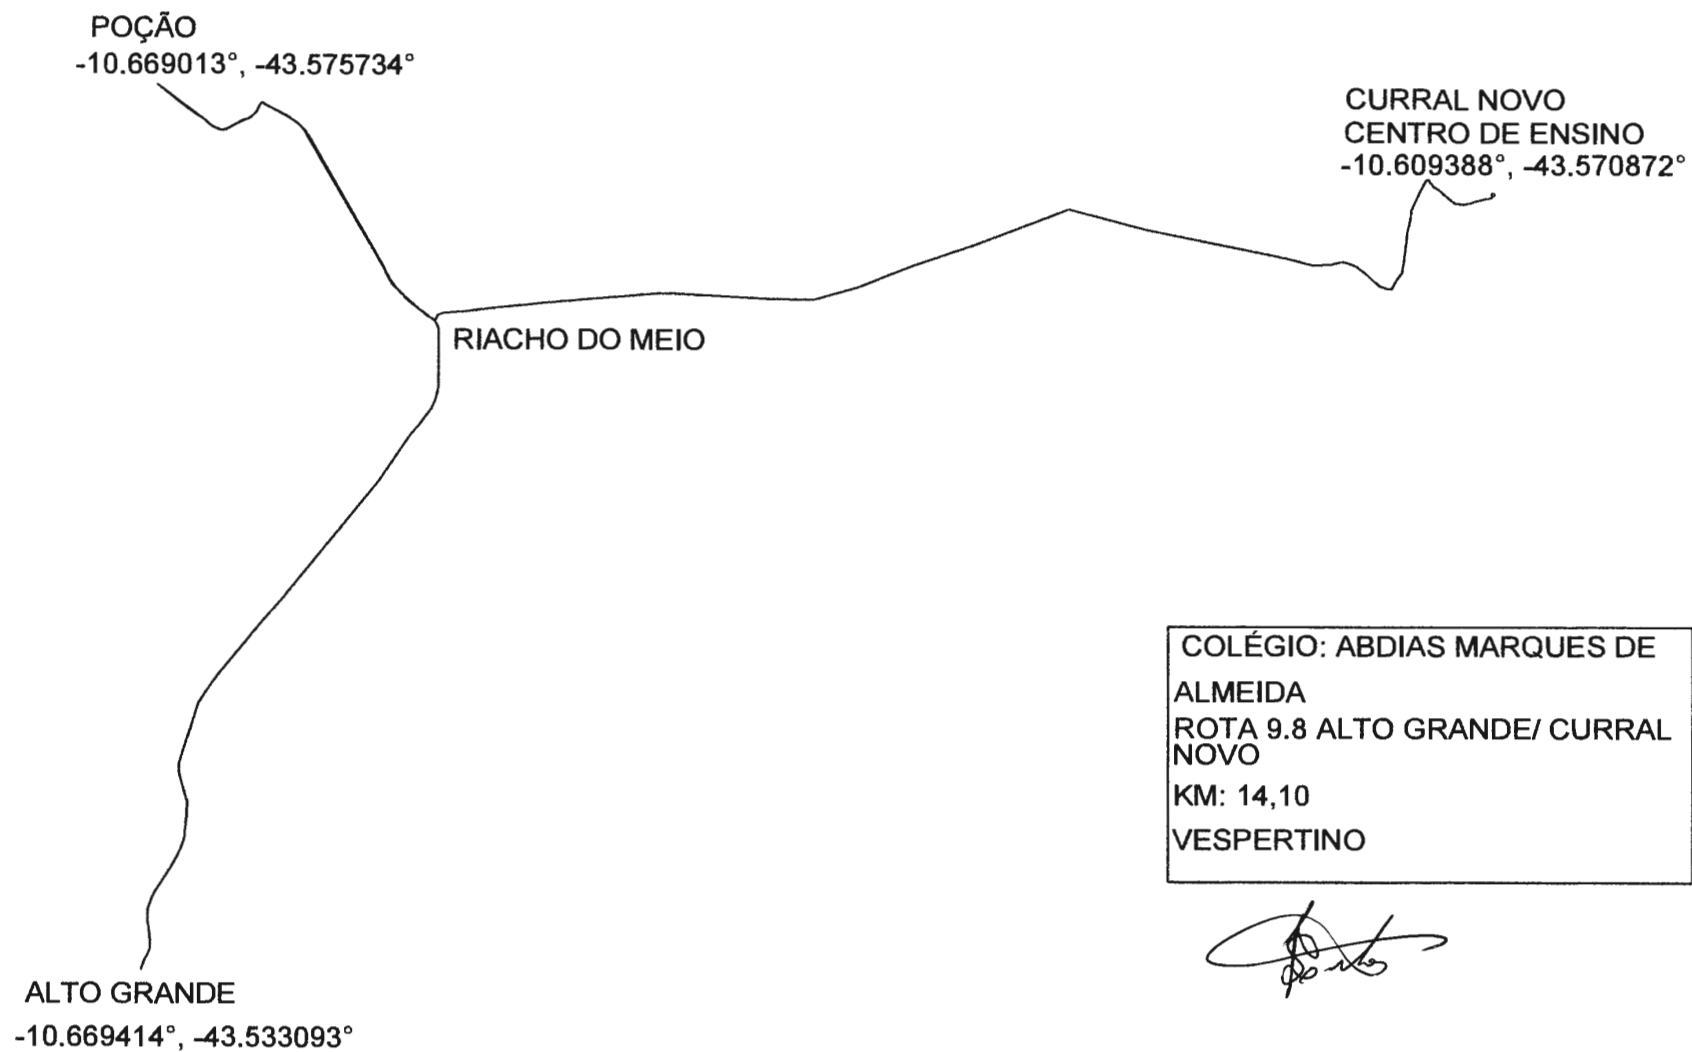 POÇÃO
-10.669013°, -43.575734°
CURRAL NOVO
CENTRO DE ENSINO
-10.609388°, -43.570872°
RIACHO DO MEIO
ALTO GRANDE
-10.669414°, -43.533093°
COLÉGIO: ABDIAS MARQUES DE
ALMEIDA
ROTA 9.8 ALTO GRANDE/ CURRAL
NOVO
KM: 14,10
VESPERTINO